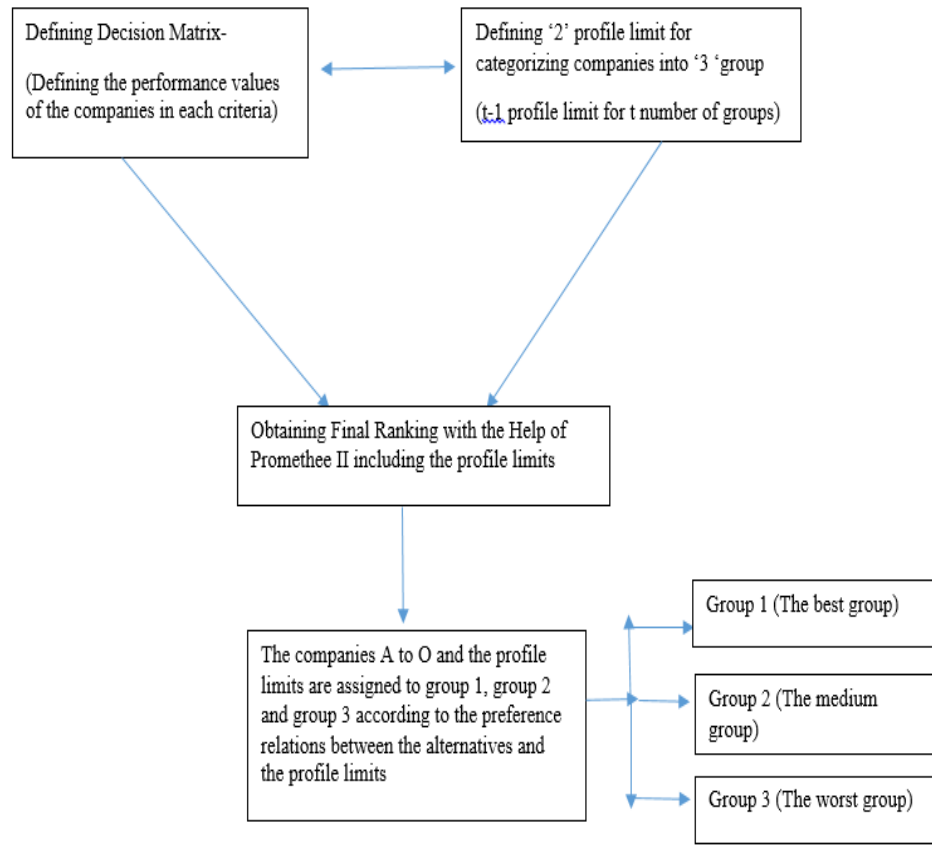 Defining Decision Matrix-
(Defining the performance values
of the companies in each criteria)
Defining ‘2’ profile limit for
categorizing companies into ‘3 ‘group
(t-1 profile limit for t number of groups)
Obtaining Final Ranking with the Help of
Promethee II including the profile limits
The companies A to O and the profile
limits are assigned to group 1, group 2
and group 3 according to the preference
relations between the alternatives and
the profile limits
Group 1 (The best group)
Group 2 (The medium
group)
Group 3 (The worst group)